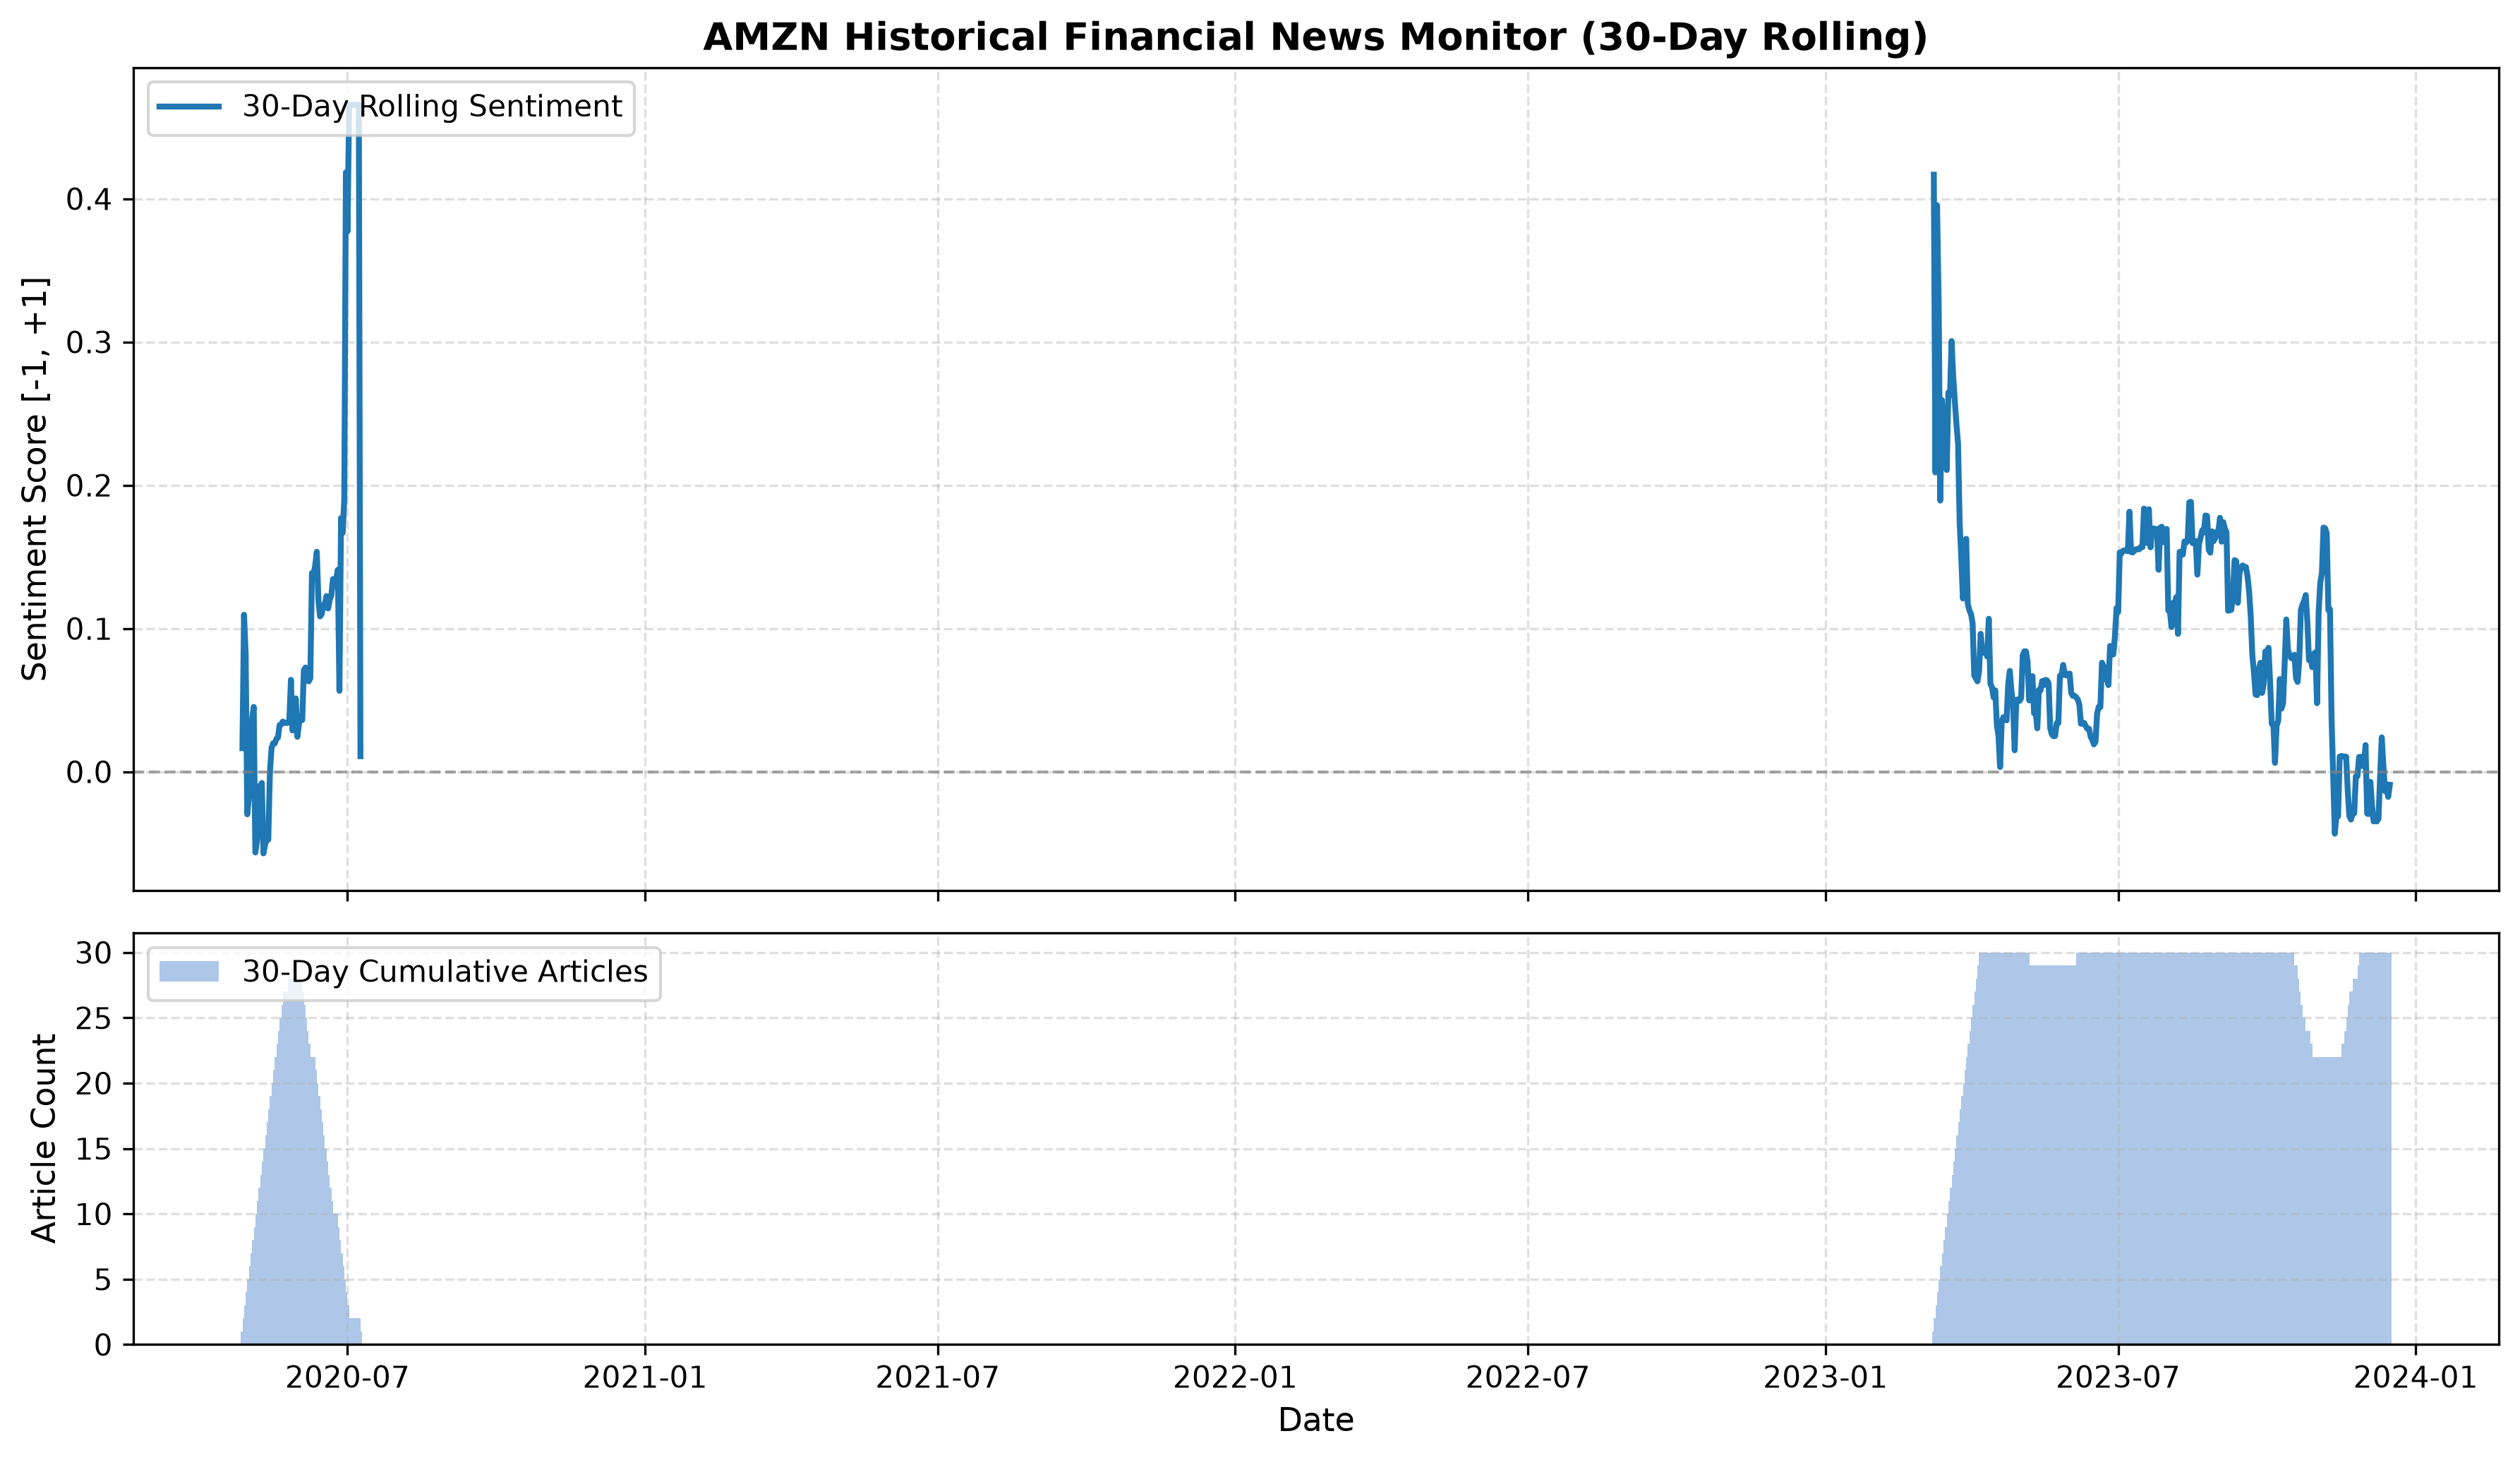 AMZN Historical Financial News Monitor (30-Day Rolling)
30-Day Rolling Sentiment
Sentiment Score [-1, +1]
0.4
0.3
0.2
0.1
0.0
30-Day Cumulative Articles
Article Count
30
25
20
15
10
5
0
2020-07 2021-01 2021-07 2022-01 2022-07 2023-01 2023-07 2024-01
Date